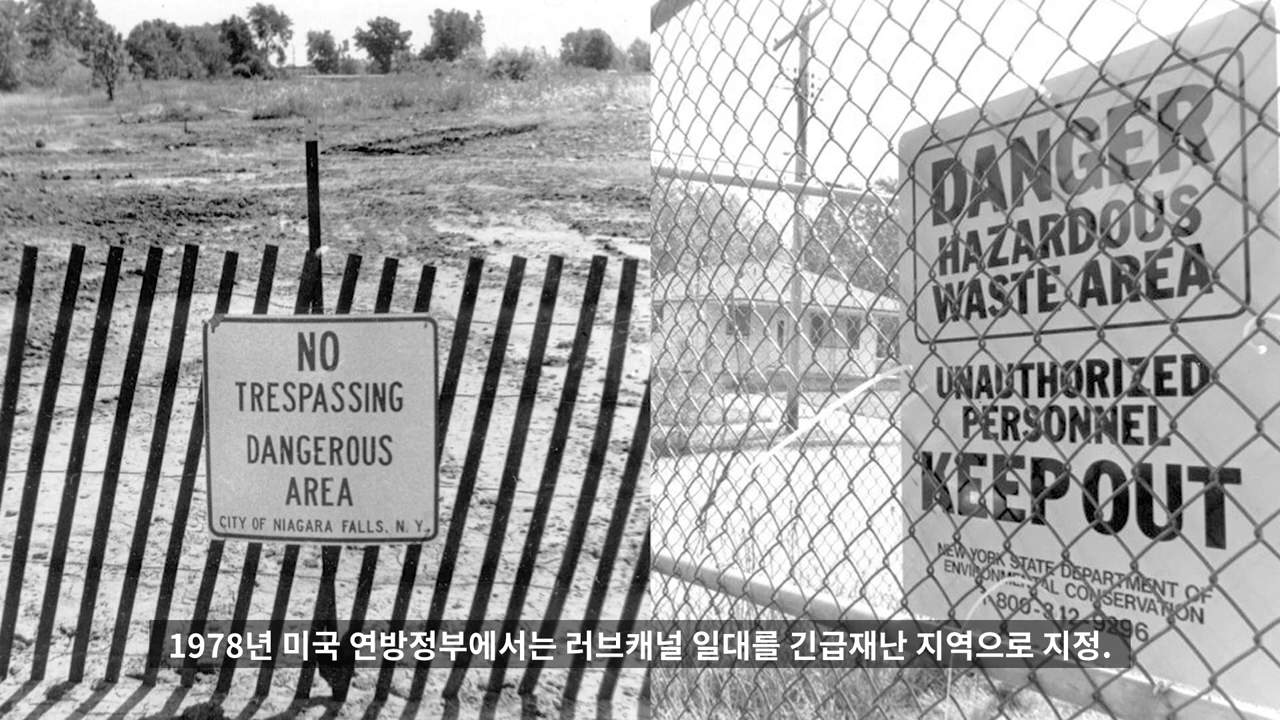 NO
TRESPASSING
DANGEROUS
AREA
CITY OF NIAGARA FALLS, N. Y.
DANGER
HAZARDOUS
WASTE AREA
UNAUTHORIZED
PERSONNEL
KEEP OUT
NEW YORK STATE DEPARTMENT OF
ENVIRONMENTAL CONSERVATION
1978년 미국 연방정부에서는 러브캐널 일대를 긴급재난 지역으로 지정.